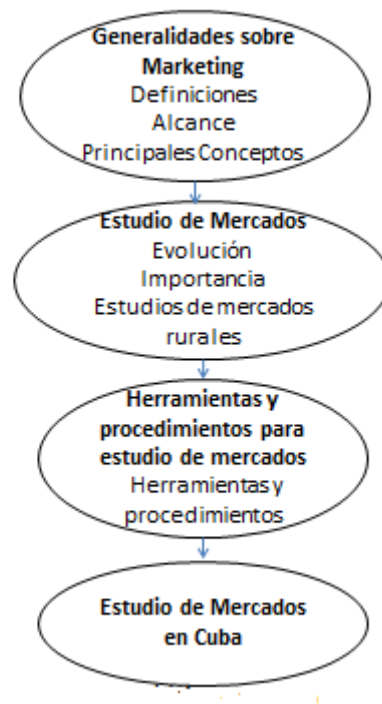 Generalidades sobre
Marketing
Definiciones
Alcance
Principales Conceptos
Estudio de Mercados
Evolución
Importancia
Estudios de mercados
rurales
Herramientas y
procedimientos para
estudio de mercados
Herramientas y
procedimientos
Estudio de Mercados
en Cuba